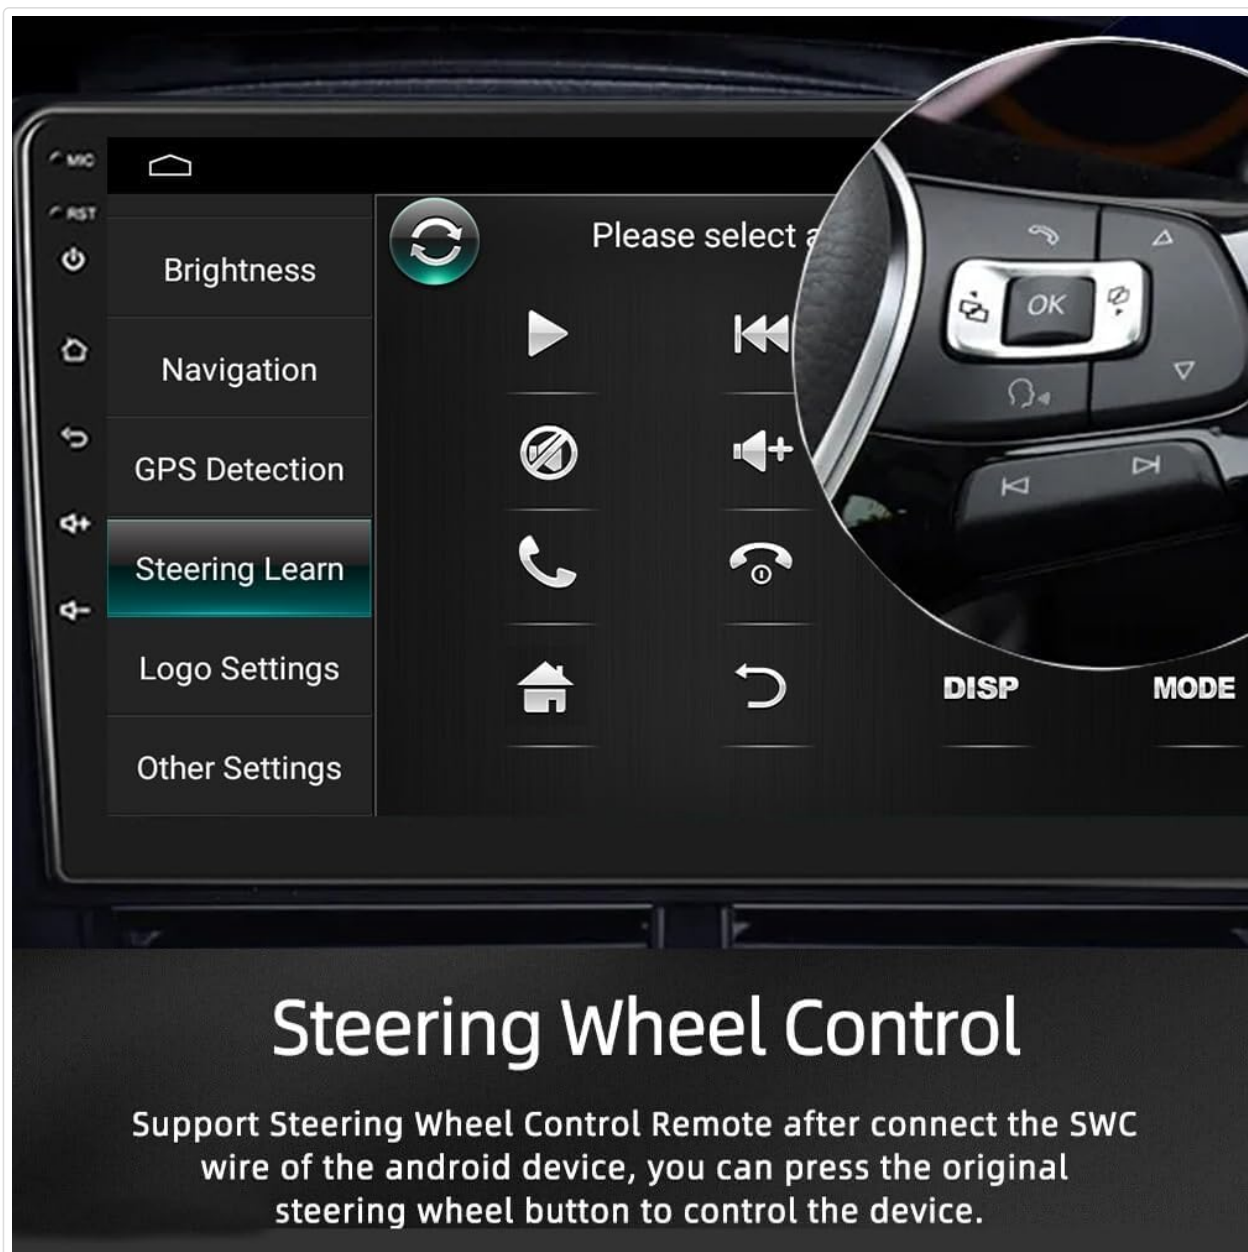 MIC
RST
Brightness
Navigation
GPS Detection
Steering Learn
Logo Settings
Other Settings
Please select
OK
DISP
MODE
Steering Wheel Control
Support Steering Wheel Control Remote after connect the SWC
wire of the android device, you can press the original
steering wheel button to control the device.